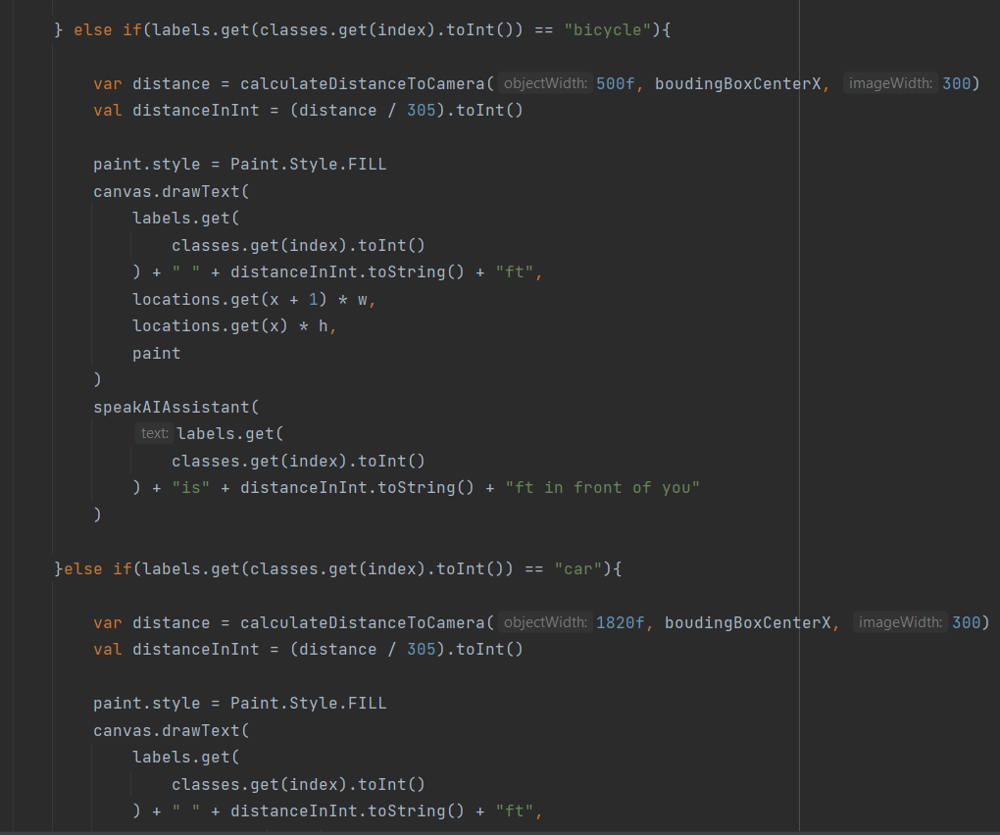 } else if(labels.get(classes.get(index).toInt()) == "bicycle"){
var distance = calculateDistanceToCamera( objectWidth: 500f, boudingBoxCenterX, imageWidth: 300)
val distanceInInt = (distance / 305).toInt()
paint.style = Paint.Style.FILL
canvas.drawText(
labels.get(
classes.get(index).toInt()
) + " " + distanceInInt.toString() + "ft",
locations.get(x + 1) * w,
locations.get(x) * h,
paint
)
speakAIAssistant(
text: labels.get(
classes.get(index).toInt()
) + "is" + distanceInInt.toString() + "ft in front of you"
)
}else if(labels.get(classes.get(index).toInt()) == "car"){
var distance = calculateDistanceToCamera( objectWidth: 1820f, boudingBoxCenterX, imageWidth: 300)
val distanceInInt = (distance / 305).toInt()
paint.style = Paint.Style.FILL
canvas.drawText(
labels.get(
classes.get(index).toInt()
) + " " + distanceInInt.toString() + "ft",